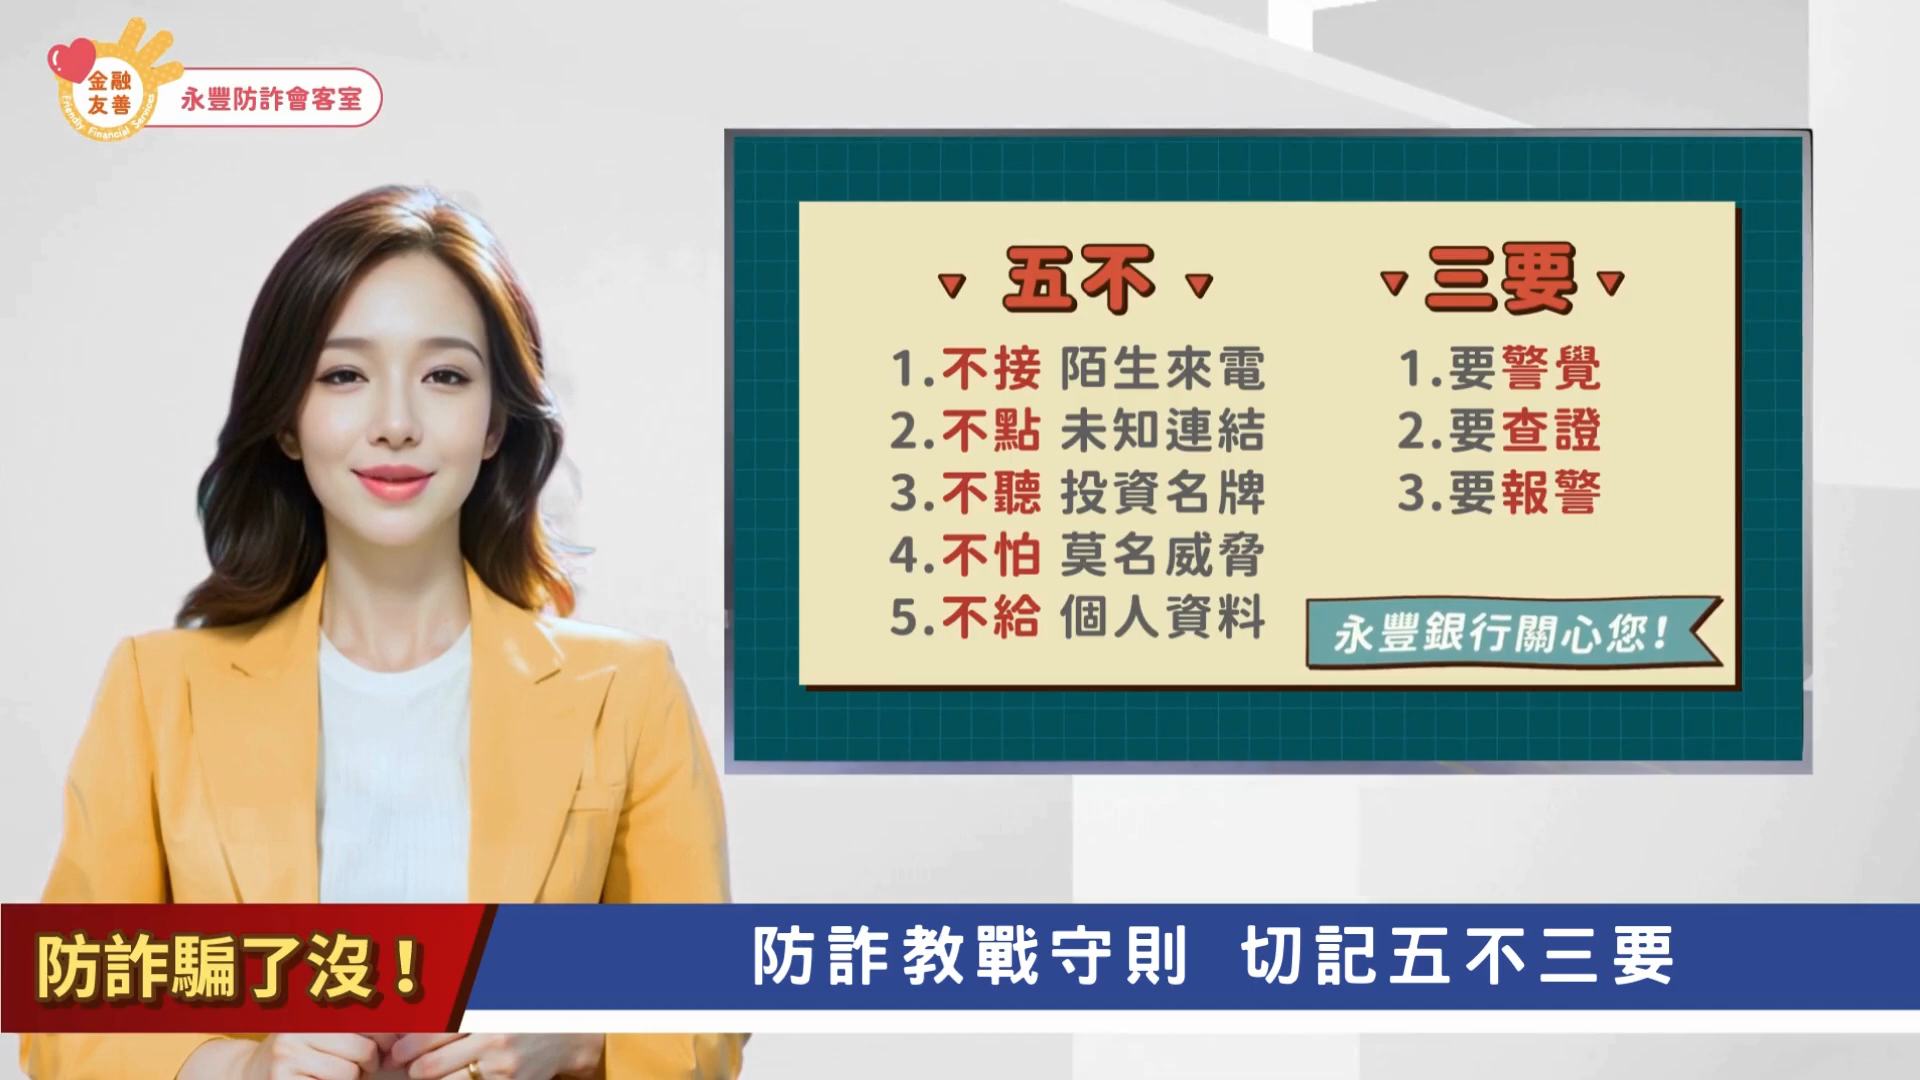 金融
友善
Friendly Financial Services
永豐防詐會客室
五不
1.不接 陌生來電
2.不點 未知連結
3.不聽 投資名牌
4.不怕 莫名威脅
5.不給 個人資料
三要
1.要警覺
2.要查證
3.要報警
永豐銀行關心您!
防詐騙了沒！
防詐教戰守則 切記五不三要